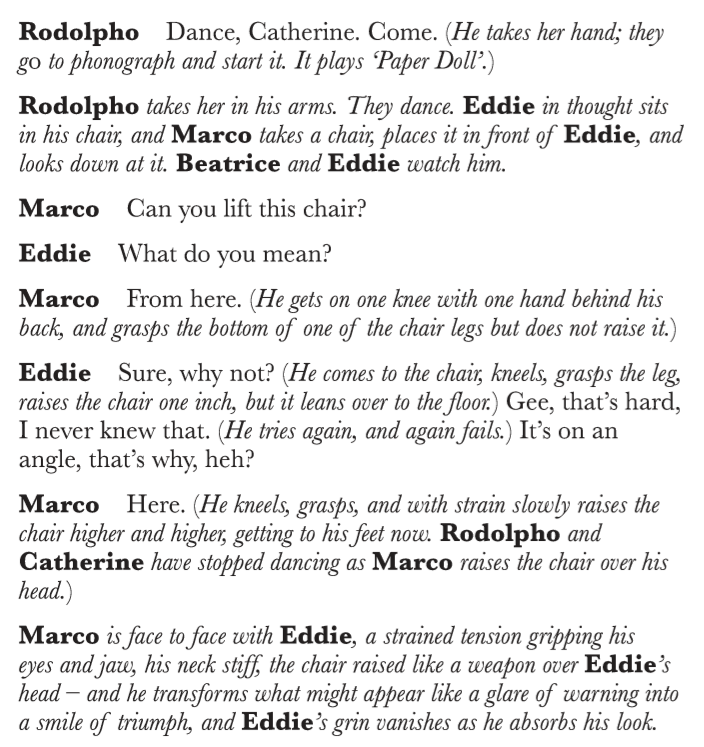 Rodolpho Dance, Catherine. Come. (He takes her hand; they
go to phonograph and start it. It plays ‘Paper Doll’.)
Rodolpho takes her in his arms. They dance. Eddie in thought sits
in his chair, and Marco takes a chair, places it in front of Eddie, and
looks down at it. Beatrice and Eddie watch him.
Marco Can you lift this chair?
Eddie What do you mean?
Marco From here. (He gets on one knee with one hand behind his
back, and grasps the bottom of one of the chair legs but does not raise it.)
Eddie Sure, why not? (He comes to the chair, kneels, grasps the leg,
raises the chair one inch, but it leans over to the floor.) Gee, that’s hard,
I never knew that. (He tries again, and again fails.) It’s on an
angle, that’s why, heh?
Marco Here. (He kneels, grasps, and with strain slowly raises the
chair higher and higher, getting to his feet now. Rodolpho and
Catherine have stopped dancing as Marco raises the chair over his
head.)
Marco is face to face with Eddie, a strained tension gripping his
eyes and jaw, his neck stiff, the chair raised like a weapon over Eddie’s
head – and he transforms what might appear like a glare of warning into
a smile of triumph, and Eddie’s grin vanishes as he absorbs his look.